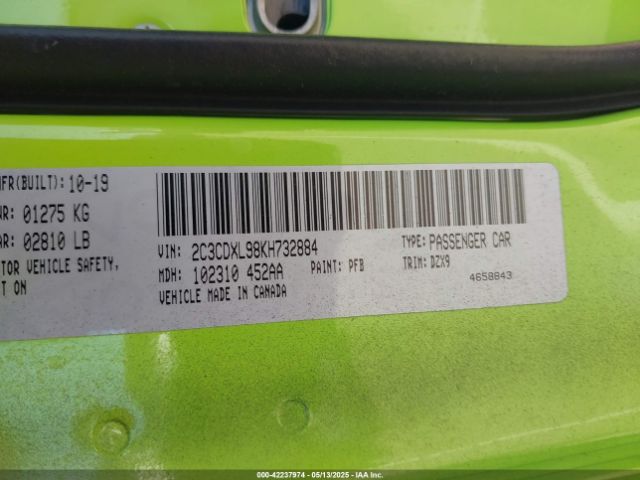 MFR(BUILT): 10-19
01275 KG
02810 LB
VEHICLE SAFETY,
ON
VIN: 2C3CDXL98KH732884
TYPE: PASSENGER CAR
MDH: 102310 452AA PAINT: PFB TRIM: DZX9
VEHICLE MADE IN CANADA
4658843
000-42237974 | 05/13/2025 - IAA Inc.